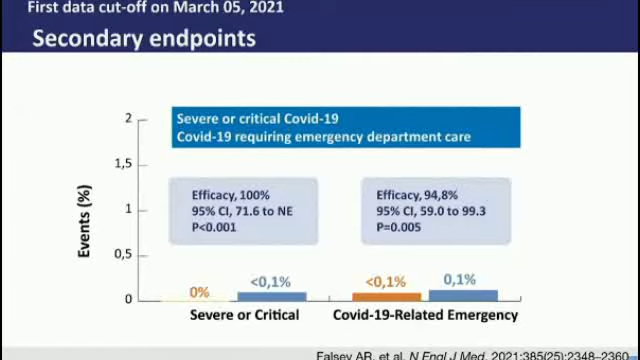 First data cut-off on March 05, 2021
Secondary endpoints
Severe or critical Covid-19
Covid-19 requiring emergency department care
2
1,5
1
0,5
0
Events (%)
Efficacy, 100%
95% CI, 71.6 to NE
P<0.001
Efficacy, 94,8%
95% CI, 59.0 to 99.3
P=0.005
0%
<0,1%
<0,1%
0,1%
Severe or Critical
Covid-19-Related Emergency
Falsey AR, et al. N Engl J Med. 2021;385(25):2348–2360.